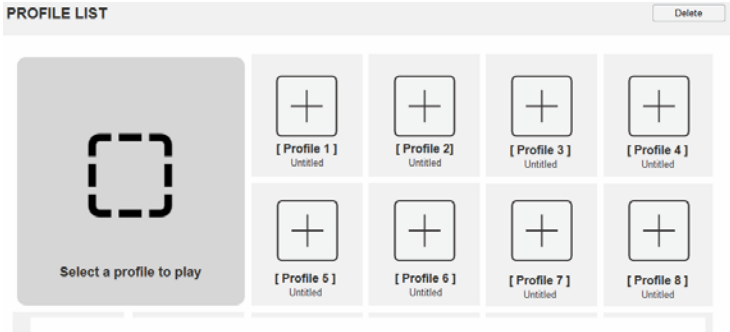 PROFILE LIST
Delete
[ Profile 1 ]
Untitled
[ Profile 2]
Untitled
[ Profile 3 ]
Untitled
[ Profile 4 ]
Untitled
Select a profile to play
[ Profile 5 ]
Untitled
[ Profile 6 ]
Untitled
[ Profile 7 ]
Untitled
[ Profile 8 ]
Untitled